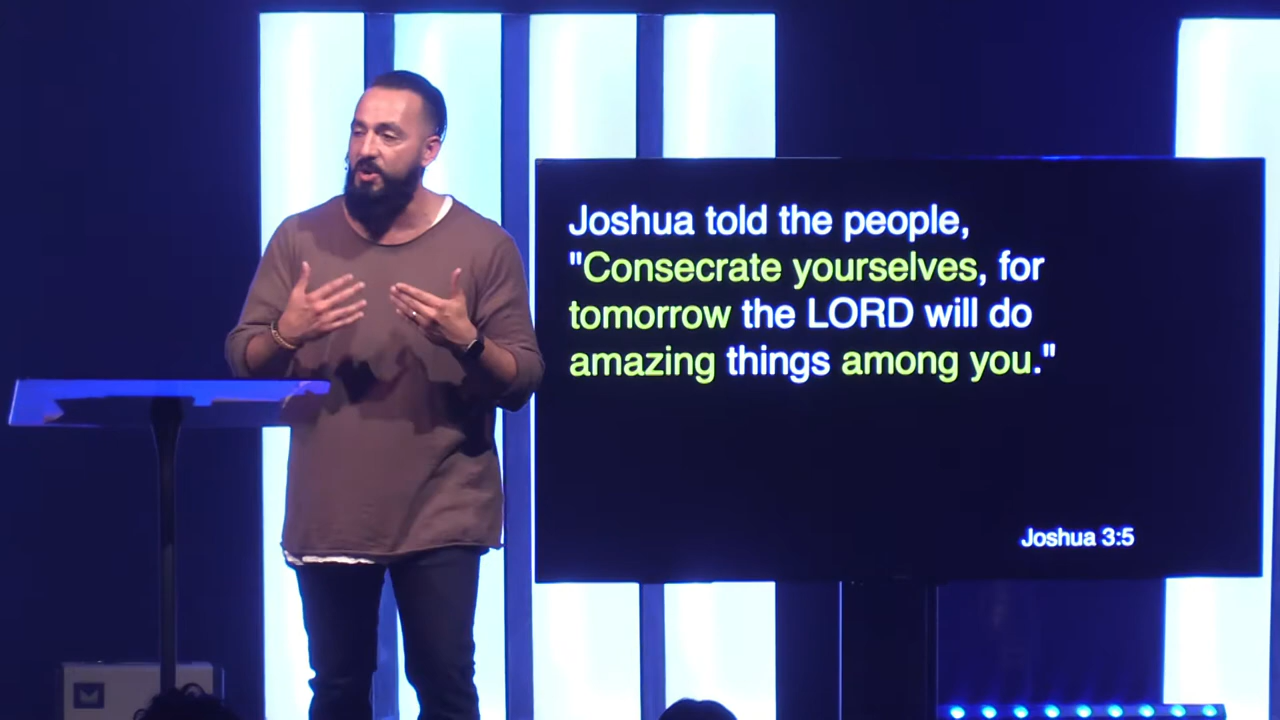 Joshua told the people,
"Consecrate yourselves, for
tomorrow the LORD will do
amazing things among you."
Joshua 3:5